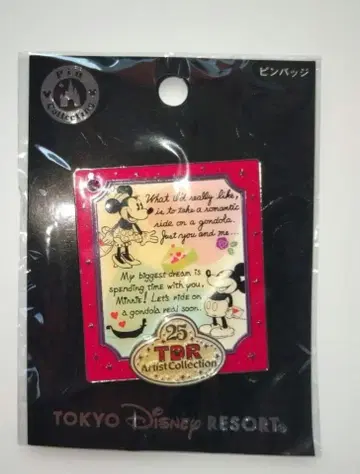 Pin
Collecting
ピンバッジ
What I'd really like,
is to take a romantic
ride on a gondola.
Just you and me...
My biggest dream is
spending time with you,
Minnie! Let's ride on
a gondola real soon.
25
TDR
Artist Collection
TOKYO Disney RESORT®